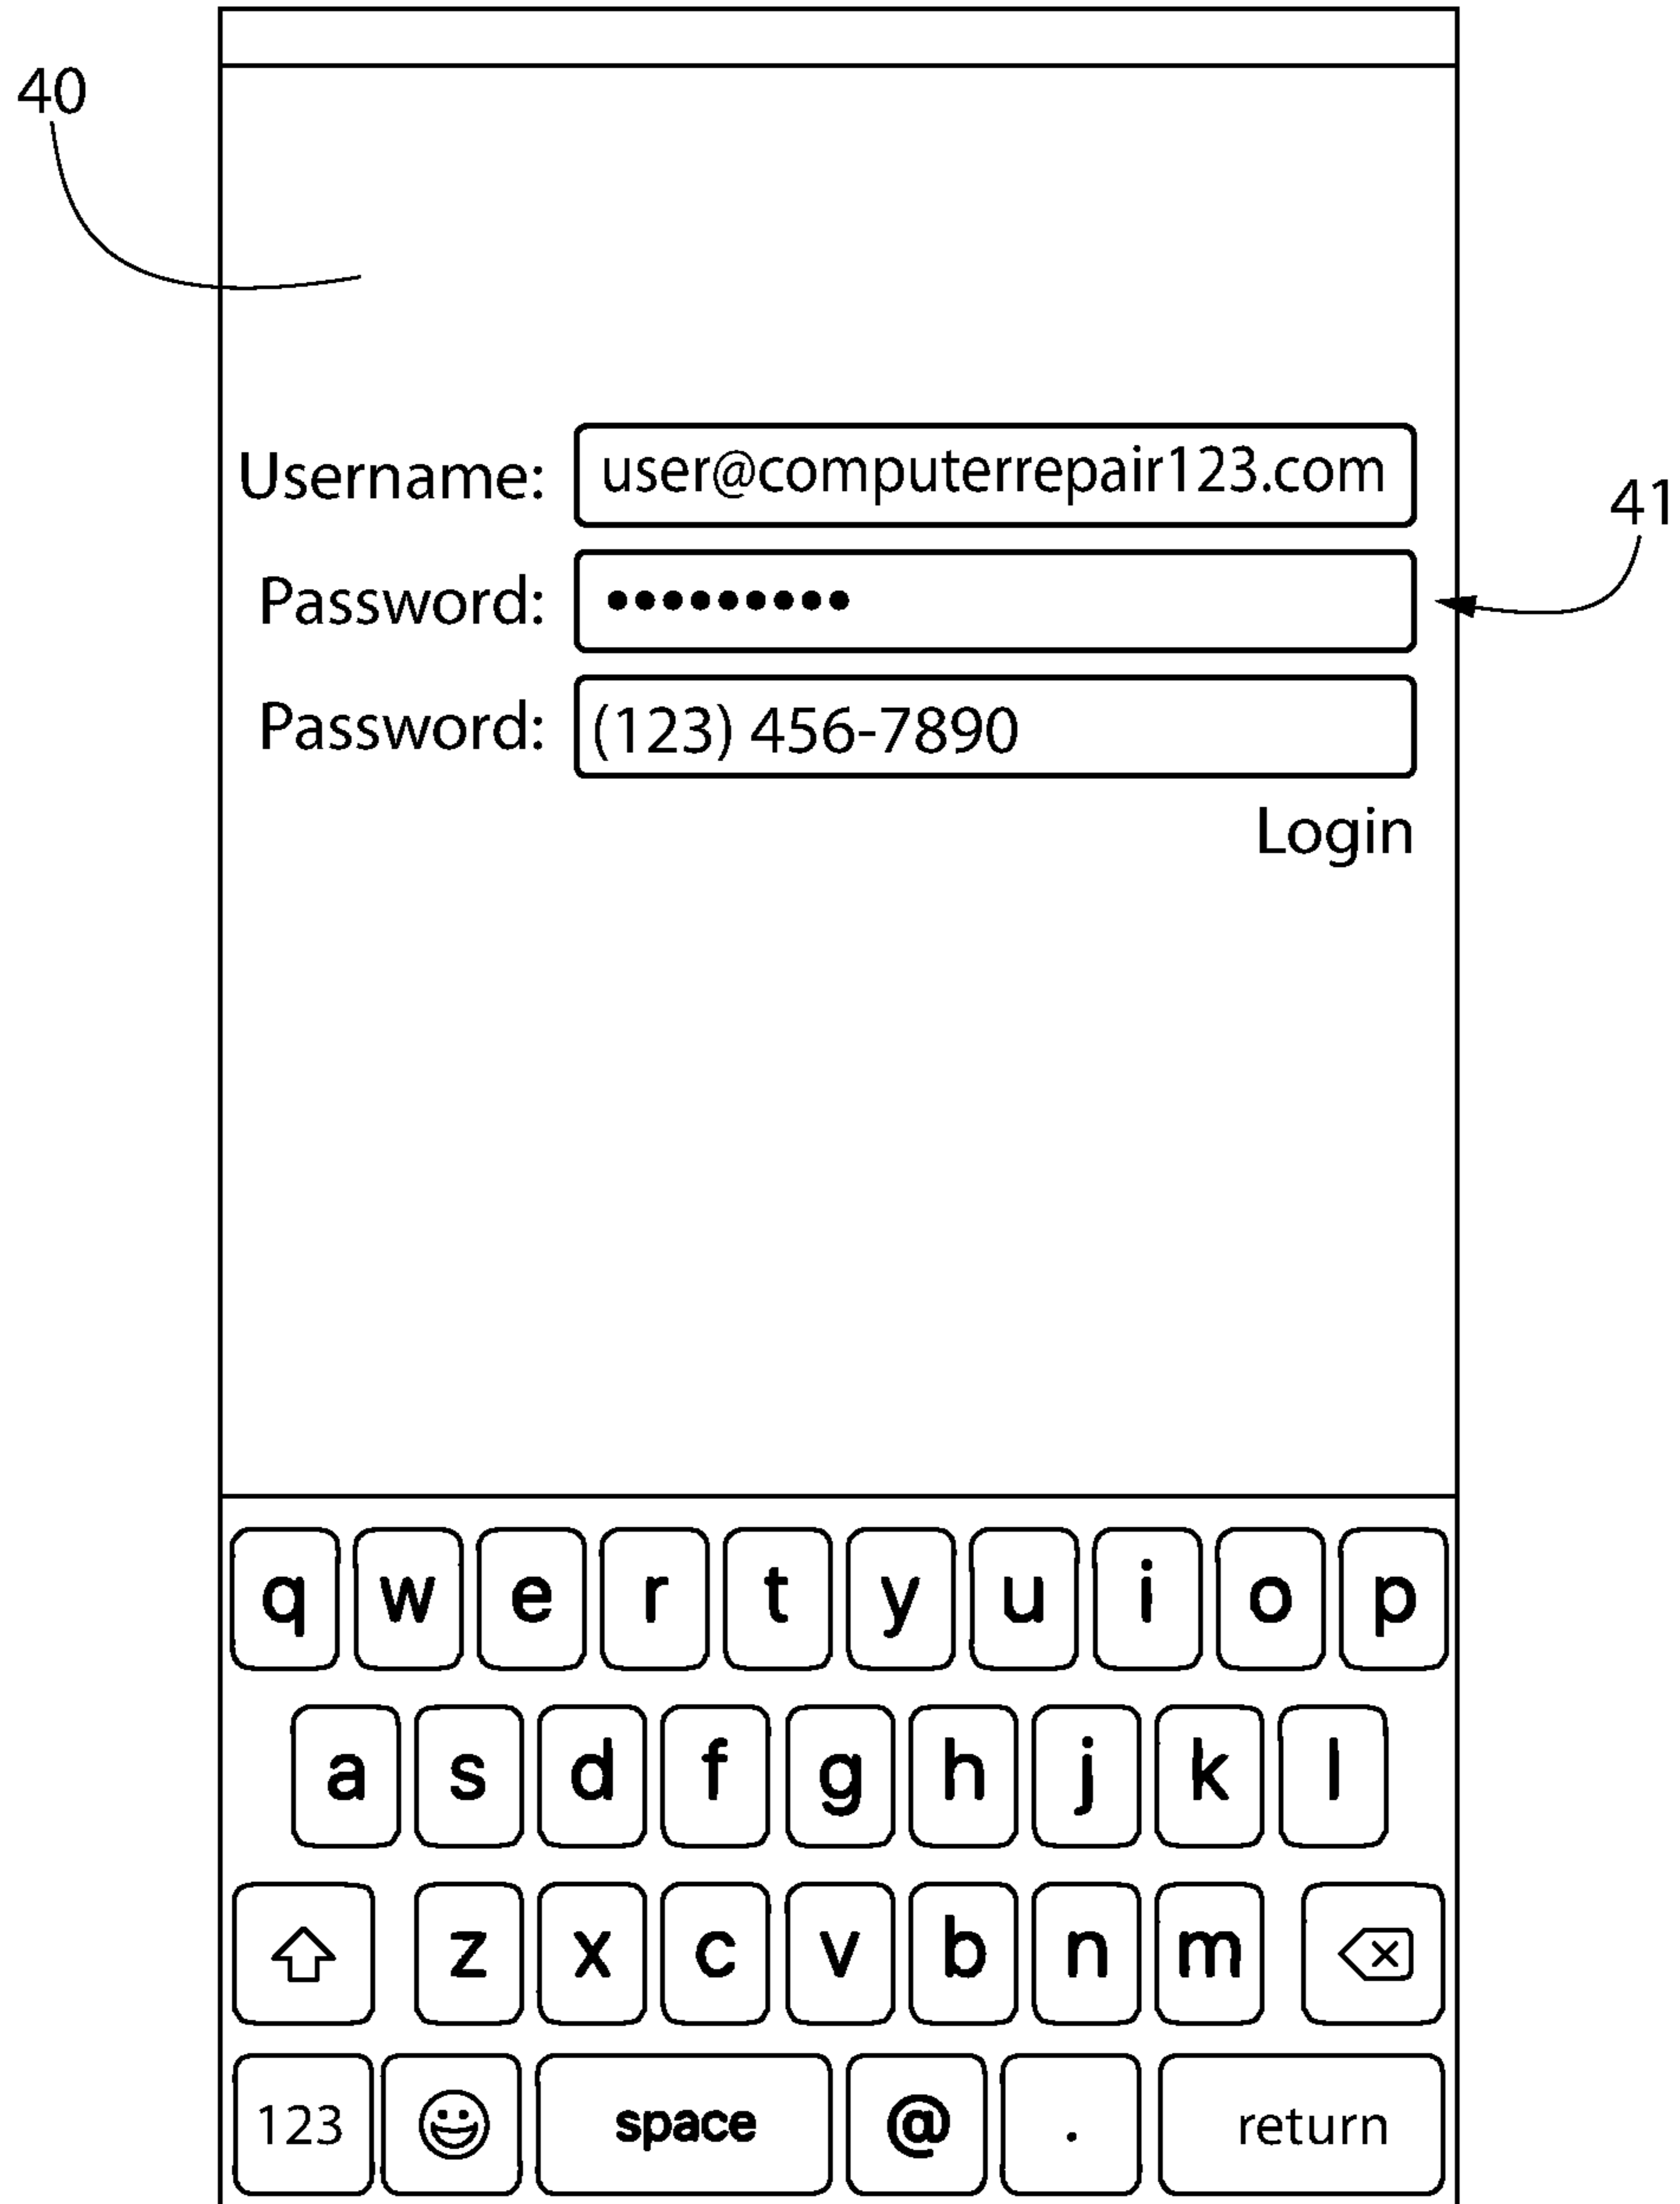 40
Username: user@computerrepair123.com
41
Password: •••••••••
Password: (123) 456-7890
Login
q w e r t y u i o p
a s d f g h j k l
z x c v b n m
123 space @ . return